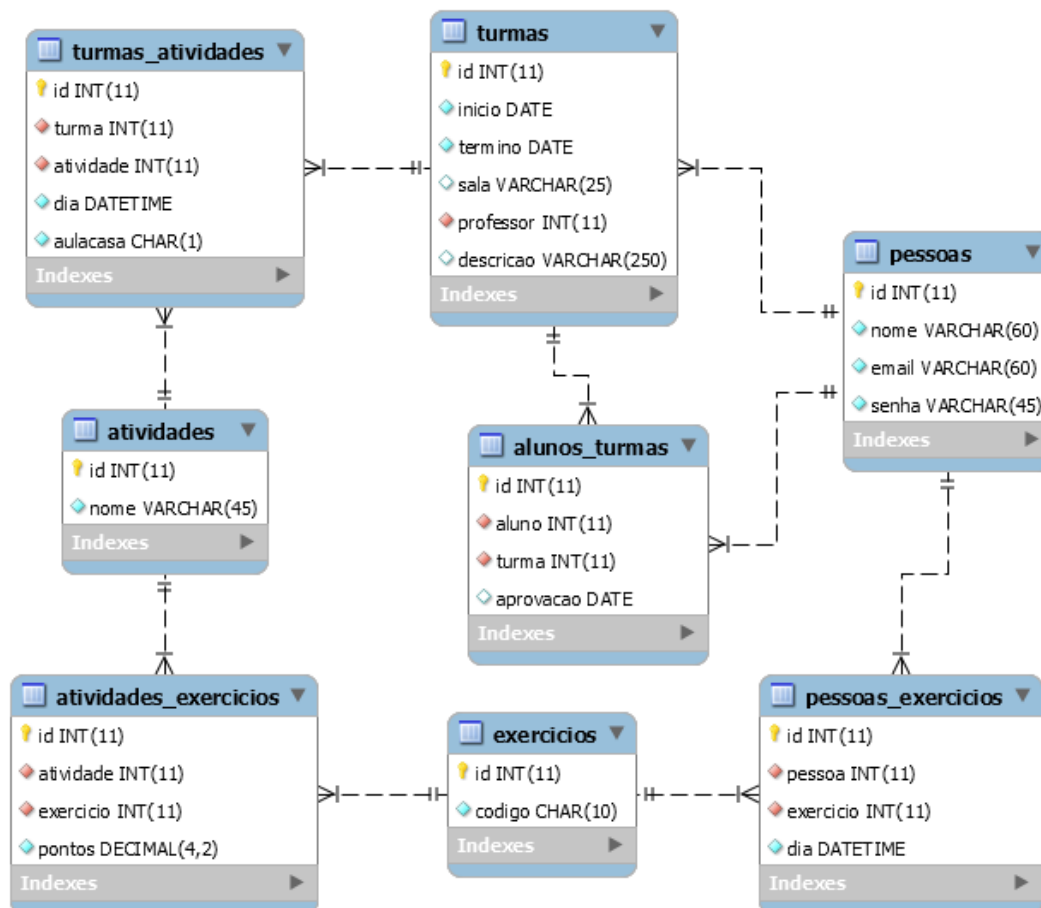 turmas_atividades
id INT(11)
turma INT(11)
atividade INT(11)
dia DATETIME
aulacasa CHAR(1)
Indexes
turmas
id INT(11)
inicio DATE
termino DATE
sala VARCHAR(25)
professor INT(11)
descricao VARCHAR(250)
Indexes
pessoas
id INT(11)
nome VARCHAR(60)
email VARCHAR(60)
senha VARCHAR(45)
Indexes
atividades
id INT(11)
nome VARCHAR(45)
Indexes
alunos_turmas
id INT(11)
aluno INT(11)
turma INT(11)
aprovacao DATE
Indexes
atividades_exercicios
id INT(11)
atividade INT(11)
exercicio INT(11)
pontos DECIMAL(4,2)
Indexes
exercicios
id INT(11)
codigo CHAR(10)
Indexes
pessoas_exercicios
id INT(11)
pessoa INT(11)
exercicio INT(11)
dia DATETIME
Indexes